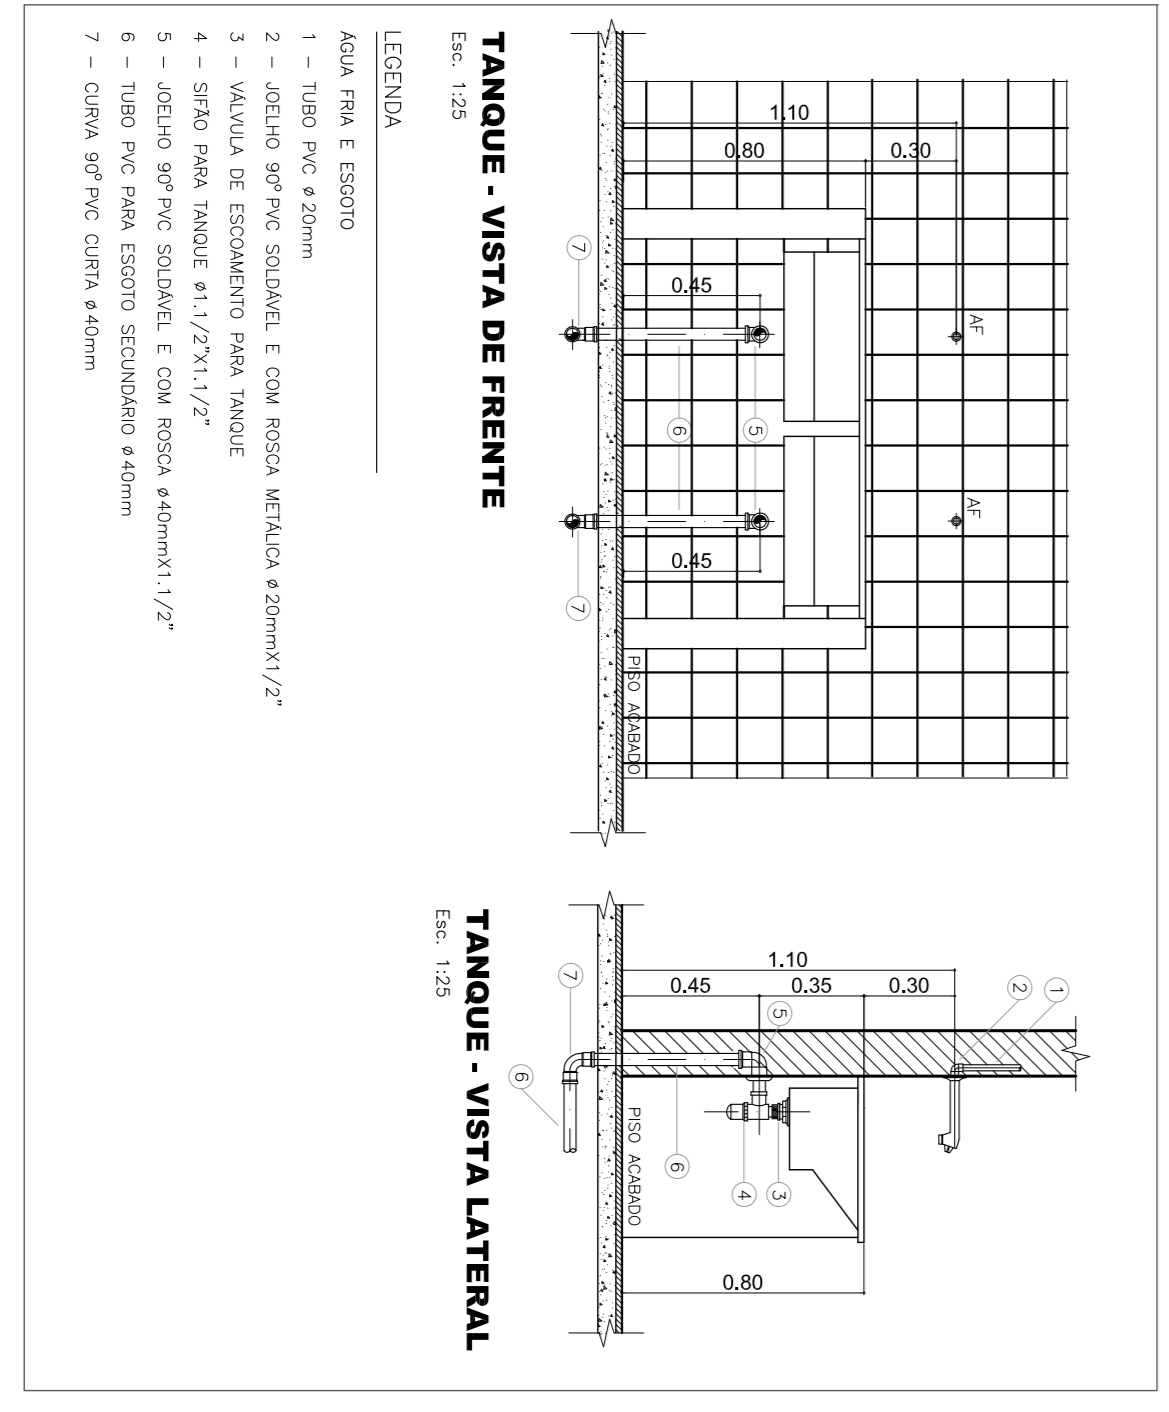 1.10
0.80
0.30
AF
AF
0.45
0.45
7
6
5
7
PISO ACABADO
TANQUE - VISTA DE FRENTE
Esc. 1:25
1.10
0.45
0.35
0.30
1
2
5
7
6
6
4
3
PISO ACABADO
0.80
TANQUE - VISTA LATERAL
Esc. 1:25
LEGENDA
ÁGUA FRIA E ESGOTO
1 – TUBO PVC ø 20mm
2 – JOELHO 90° PVC SOLDÁVEL E COM ROSCA METÁLICA ø 20mmX1/2"
3 – VÁLVULA DE ESCOAMENTO PARA TANQUE
4 – SIFÃO PARA TANQUE ø1.1/2"X1.1/2"
5 – JOELHO 90° PVC SOLDÁVEL E COM ROSCA ø 40mmX1.1/2"
6 – TUBO PVC PARA ESGOTO SECUNDÁRIO ø 40mm
7 – CURVA 90° PVC CURTA ø 40mm